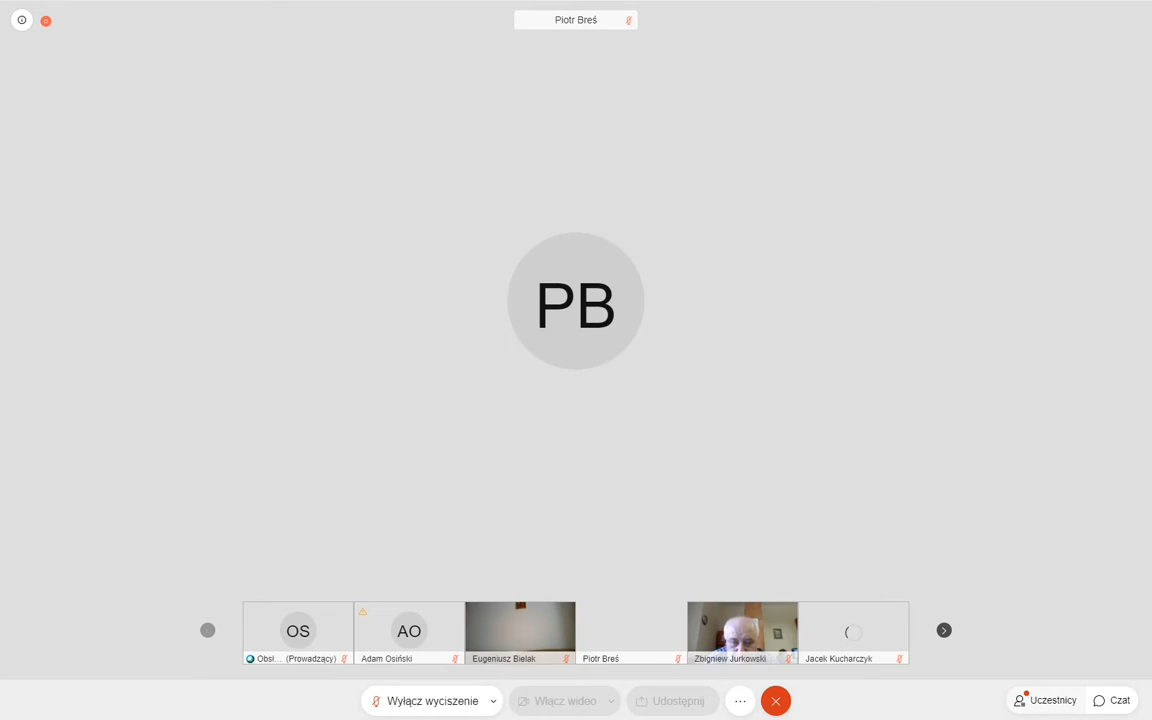 Piotr Breś
PB
OS
AO
Obsł... (Prowadzący)
Adam Osiński
Eugeniusz Bielak
Piotr Breś
Zbigniew Jurkowski
Jacek Kucharczyk
Wyłącz wyciszenie
Włącz wideo
Udostępnij
Uczestnicy
Czat